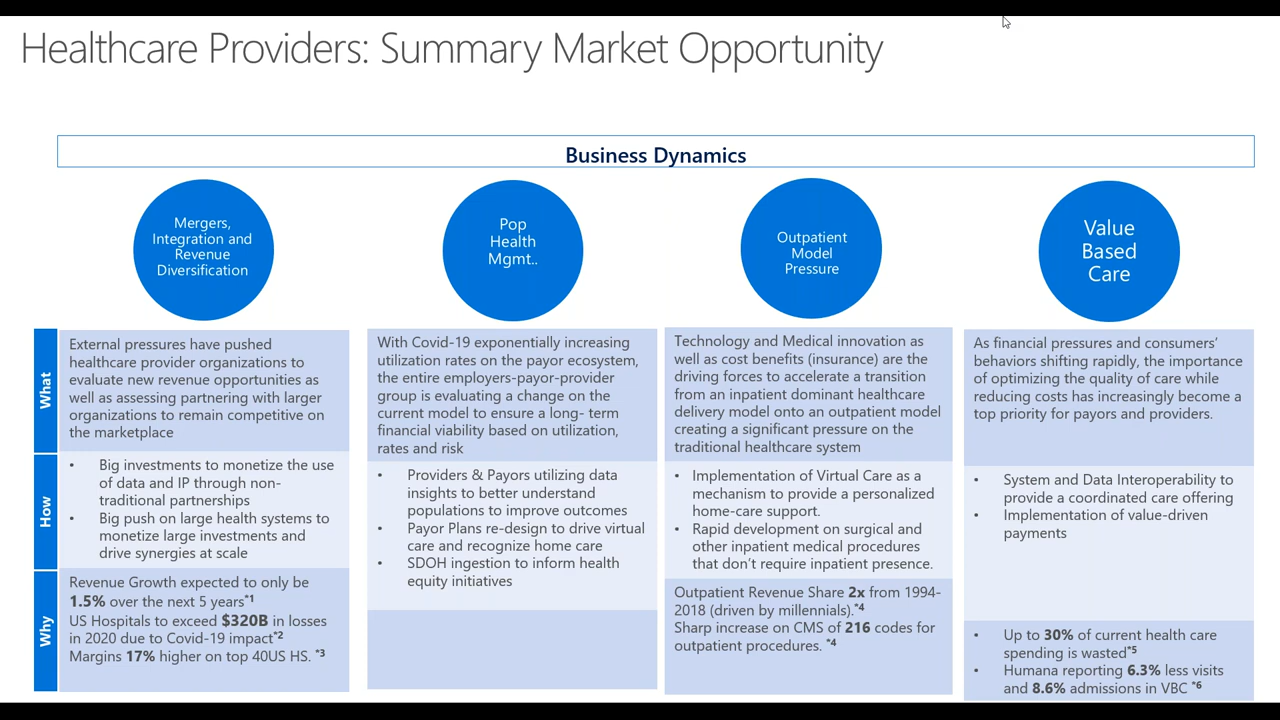 Healthcare Providers: Summary Market Opportunity
Business Dynamics
Mergers,
Integration and
Revenue
Diversification
Pop
Health
Mgmt..
Outpatient
Model
Pressure
Value
Based
Care
What
External pressures have pushed
healthcare provider organizations to
evaluate new revenue opportunities as
well as assessing partnering with larger
organizations to remain competitive on
the marketplace
With Covid-19 exponentially increasing
utilization rates on the payor ecosystem,
the entire employers-payor-provider
group is evaluating a change on the
current model to ensure a long- term
financial viability based on utilization,
rates and risk
Technology and Medical innovation as
well as cost benefits (insurance) are the
driving forces to accelerate a transition
from an inpatient dominant healthcare
delivery model onto an outpatient model
creating a significant pressure on the
traditional healthcare system
As financial pressures and consumers'
behaviors shifting rapidly, the importance
of optimizing the quality of care while
reducing costs has increasingly become a
top priority for payors and providers.
How
• Big investments to monetize the use
of data and IP through non-
traditional partnerships
• Big push on large health systems to
monetize large investments and
drive synergies at scale
• Providers & Payors utilizing data
insights to better understand
populations to improve outcomes
• Payor Plans re-design to drive virtual
care and recognize home care
• SDOH ingestion to inform health
equity initiatives
• Implementation of Virtual Care as a
mechanism to provide a personalized
home-care support.
• Rapid development on surgical and
other inpatient medical procedures
that don't require inpatient presence.
• System and Data Interoperability to
provide a coordinated care offering
• Implementation of value-driven
payments
Why
Revenue Growth expected to only be
1.5% over the next 5 years*1
US Hospitals to exceed $320B in losses
in 2020 due to Covid-19 impact*2
Margins 17% higher on top 40US HS. *3
Outpatient Revenue Share 2x from 1994-
2018 (driven by millennials).*4
Sharp increase on CMS of 216 codes for
outpatient procedures. *4
• Up to 30% of current health care
spending is wasted*5
• Humana reporting 6.3% less visits
and 8.6% admissions in VBC *6